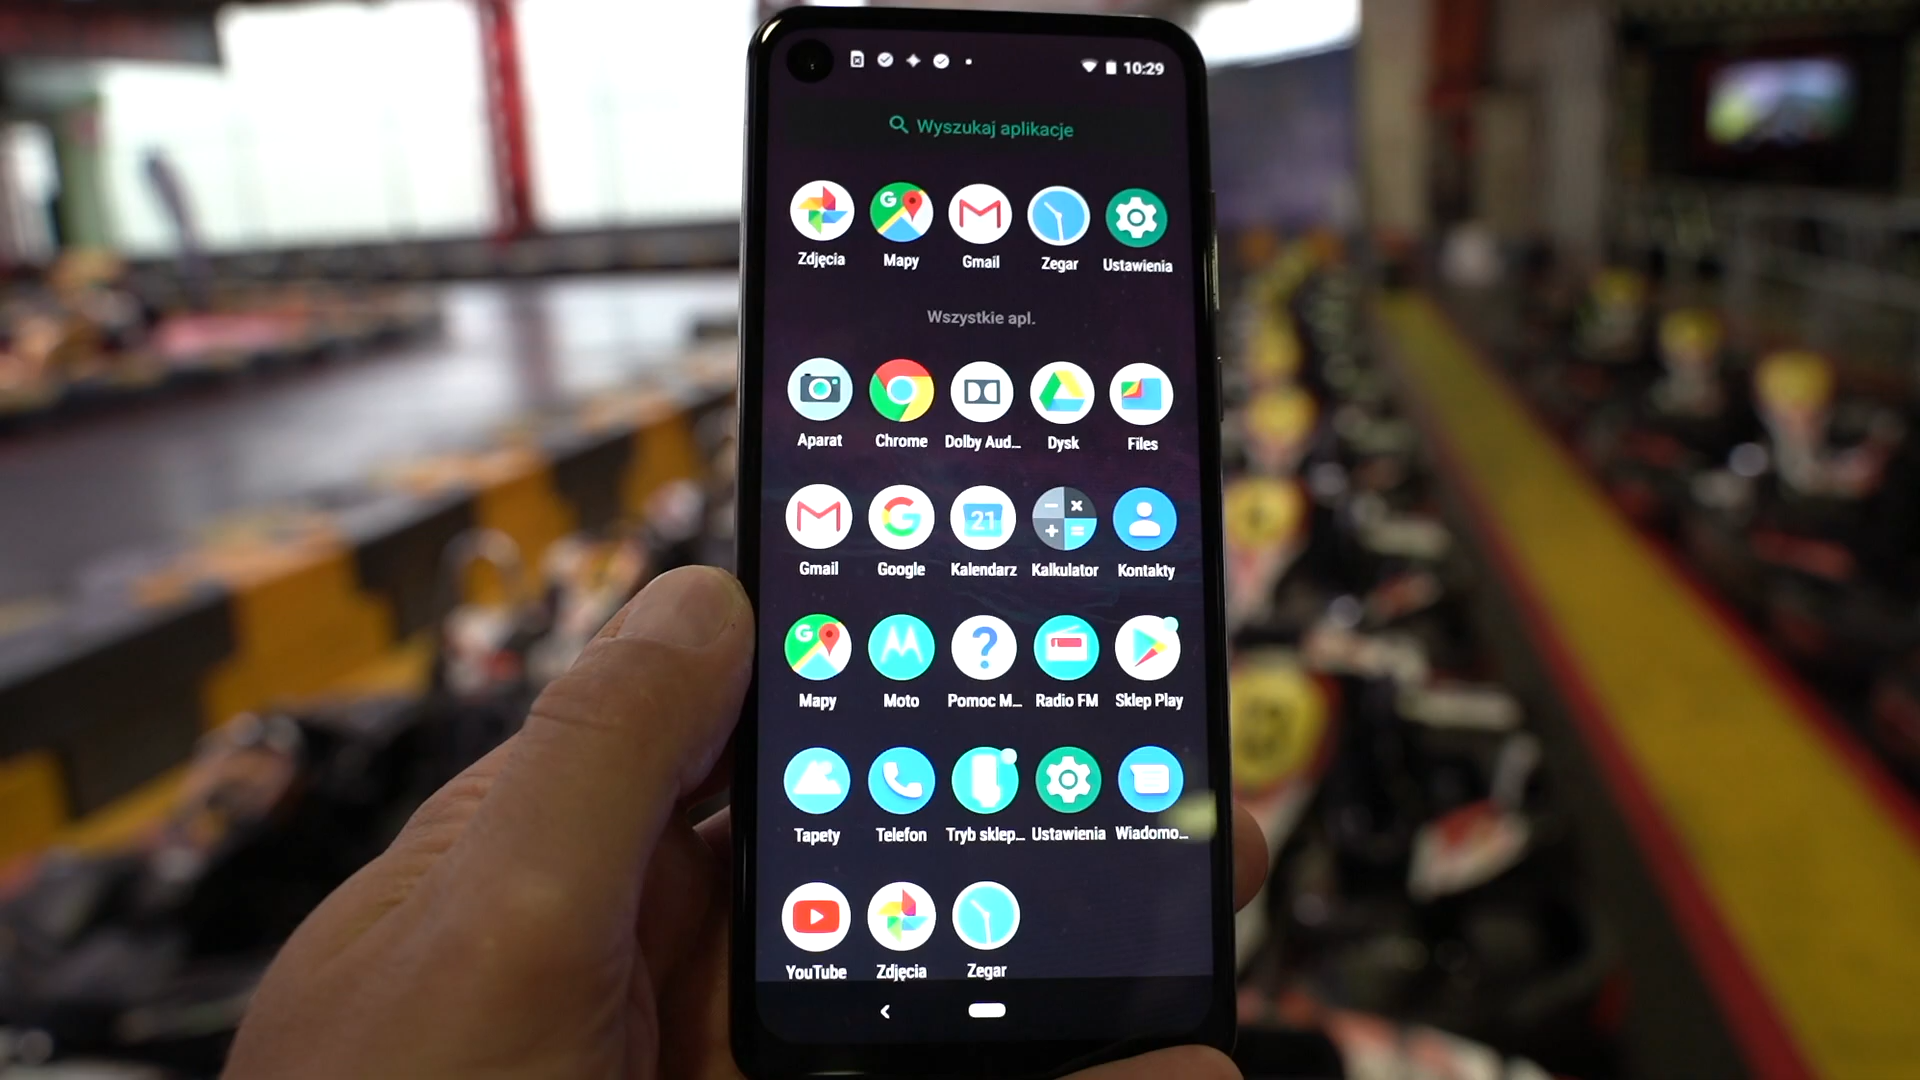 10:29
Wyszukaj aplikacje
G
Zdjęcia Mapy Gmail Zegar Ustawienia
Wszystkie apl.
Aparat Chrome Dolby Aud... Dysk Files
G 21
Gmail Google Kalendarz Kalkulator Kontakty
G ?
Mapy Moto Pomoc M... Radio FM Sklep Play
Tapety Telefon Tryb sklep... Ustawienia Wiadomo...
YouTube Zdjęcia Zegar